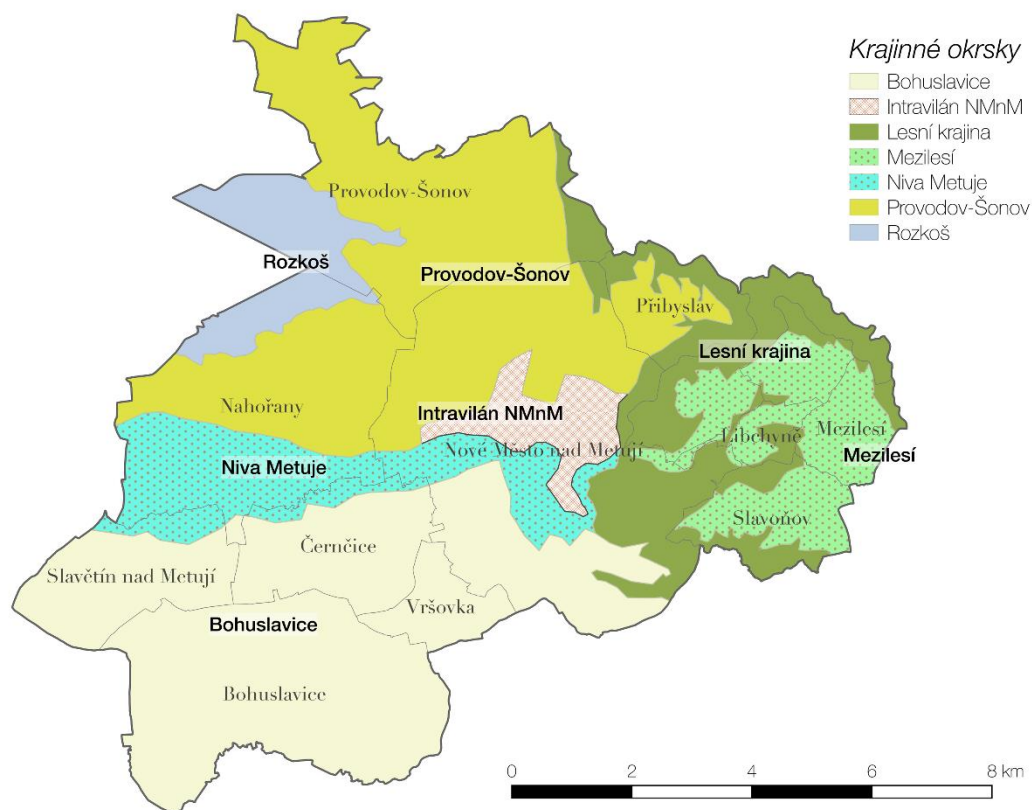 Krajinné okrsky
Bohuslavice
Intravilán NMnM
Lesní krajina
Mezilesí
Niva Metuje
Provodov-Šonov
Rozkoš
Provodov-Šonov
Rozkoš
Provodov-Šonov
Přibyslav
Lesní krajina
Nahořany
Intravilán NMnM
Libchyně
Mezilesí
Nové Město nad Metují
Mezilesí
Niva Metuje
Slavoňov
Černčice
Slavětín nad Metují
Vršovka
Bohuslavice
Bohuslavice
0 2 4 6 8 km